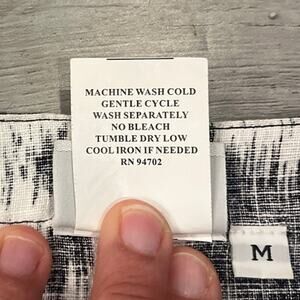 MACHINE WASH COLD
GENTLE CYCLE
WASH SEPARATELY
NO BLEACH
TUMBLE DRY LOW
COOL IRON IF NEEDED
RN 94702
M